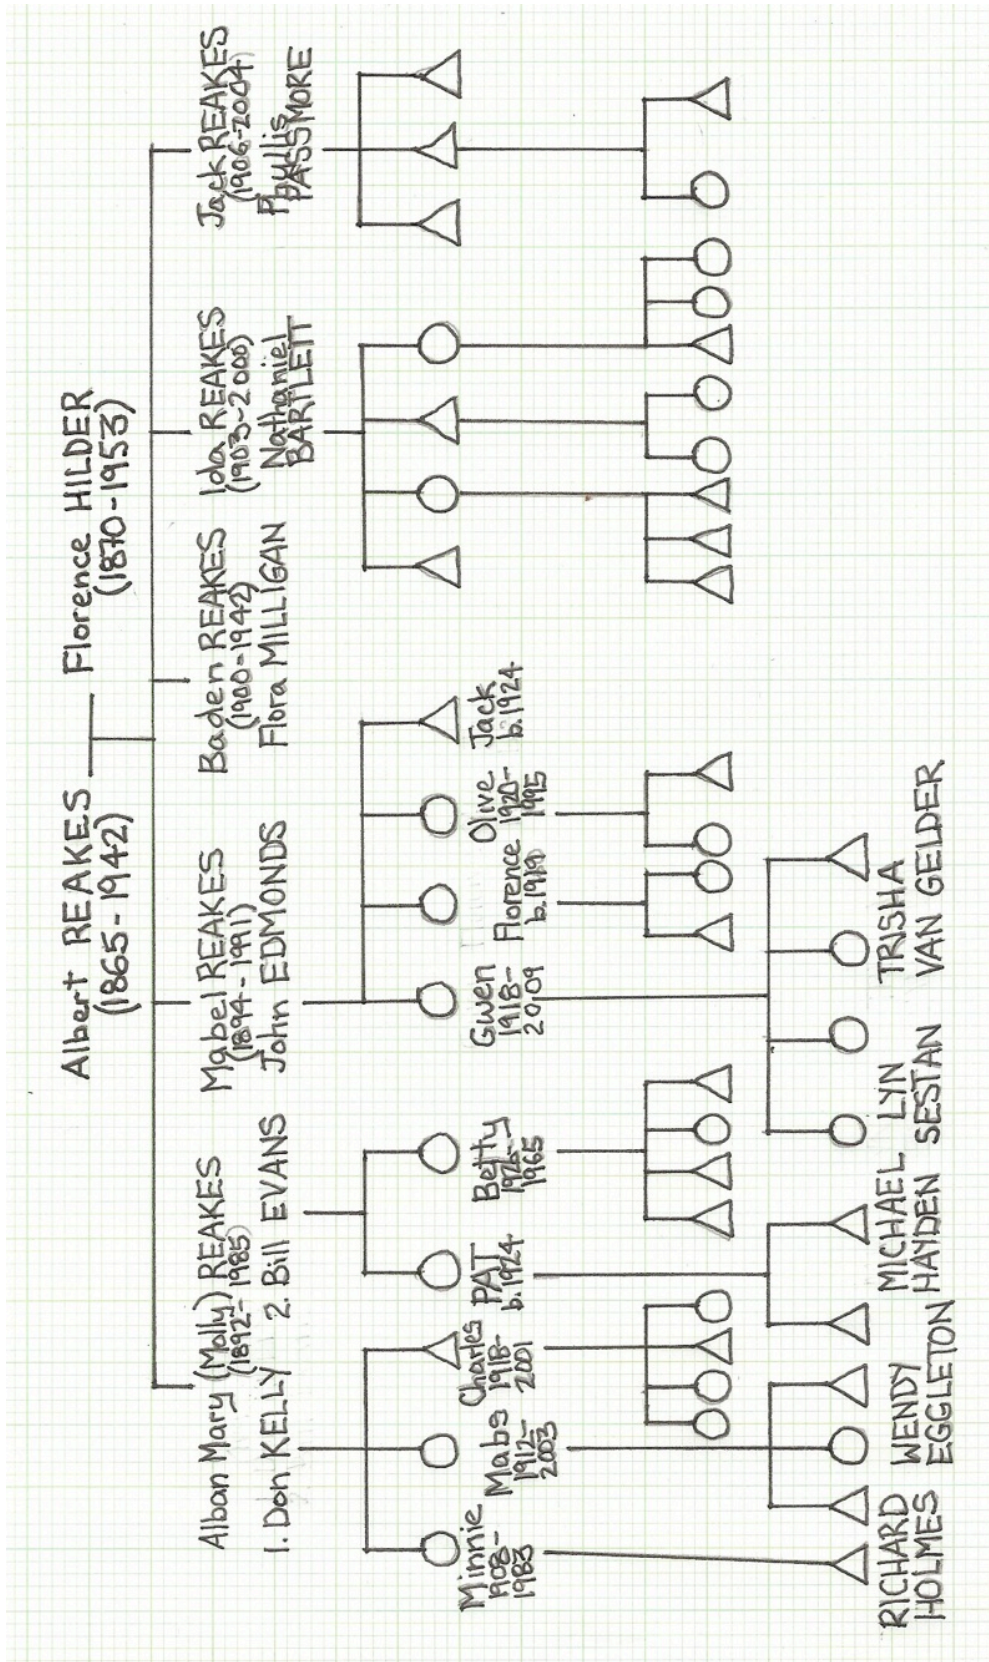 Albert REAKES
(1865-1942)
Florence HILDER
(1870-1953)
Alban Mary (Molly) REAKES
(1892-1985)
1. Don KELLY
2. Bill EVANS
Mabel REAKES
(1894-1991)
John EDMONDS
Baden REAKES
(1900-1942)
Flora MILLIGAN
Ida REAKES
(1903-2000)
Nathaniel
BARTLETT
Jack REAKES
(1906-2004)
Phyllis
PASSMORE
Minnie
1908-
1983
Mabs
1912-
2003
Charles
1918-
2001
PAT
b.1924
Betty
1926-
1965
Gwen
1918-
2009
Florence
b.1919
Olive
1920-
1995
Jack
b.1924
RICHARD
HOLMES
WENDY
EGGLETON
MICHAEL
HAYDEN
LYN
SESTAN
TRISHA
VAN GELDER